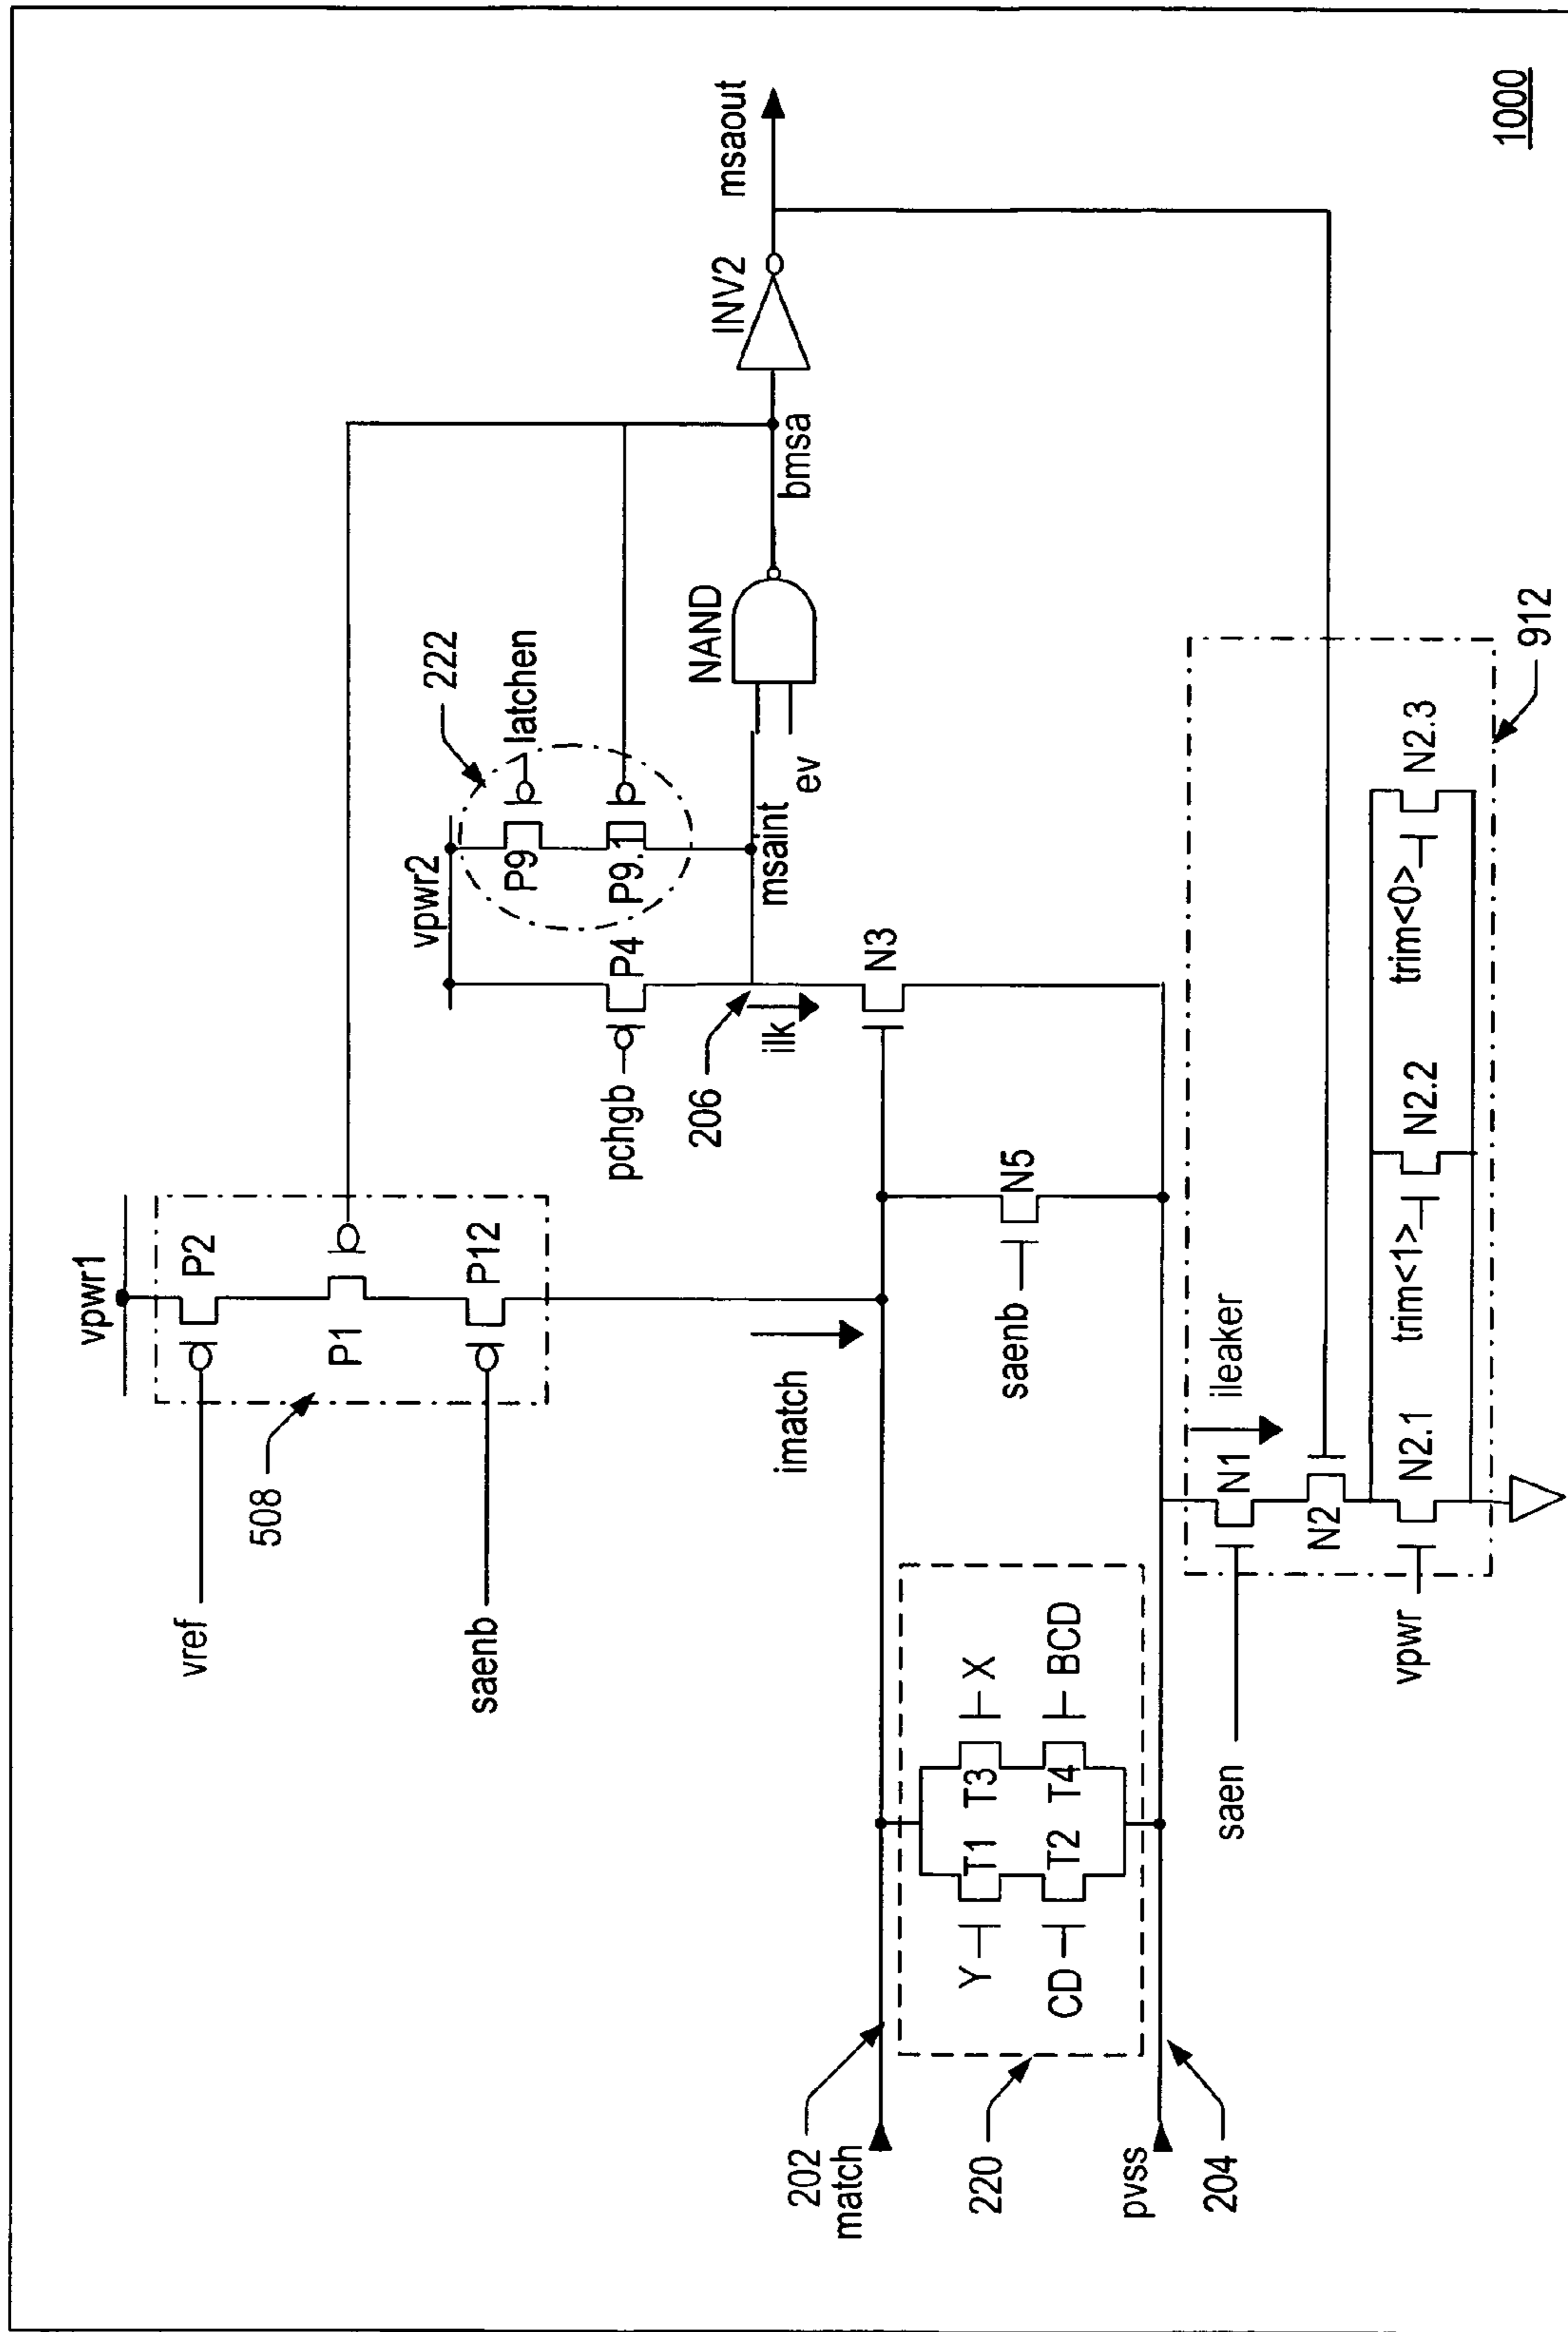 vpwr1
vref
P2
P1
508
saenb
P12
imatch
vpwr2
222
P9
latchen
P9.1
pchgb
P4
206
ilk
msaint
ev
NAND
bmsa
INV2
msaout
N3
saenb
N5
202
match
220
Y
T1
T3
X
CD
T2
T4
BCD
pvss
204
saen
N1
ileaker
N2
vpwr
N2.1
trim<1>
N2.2
trim<0>
N2.3
912
1000